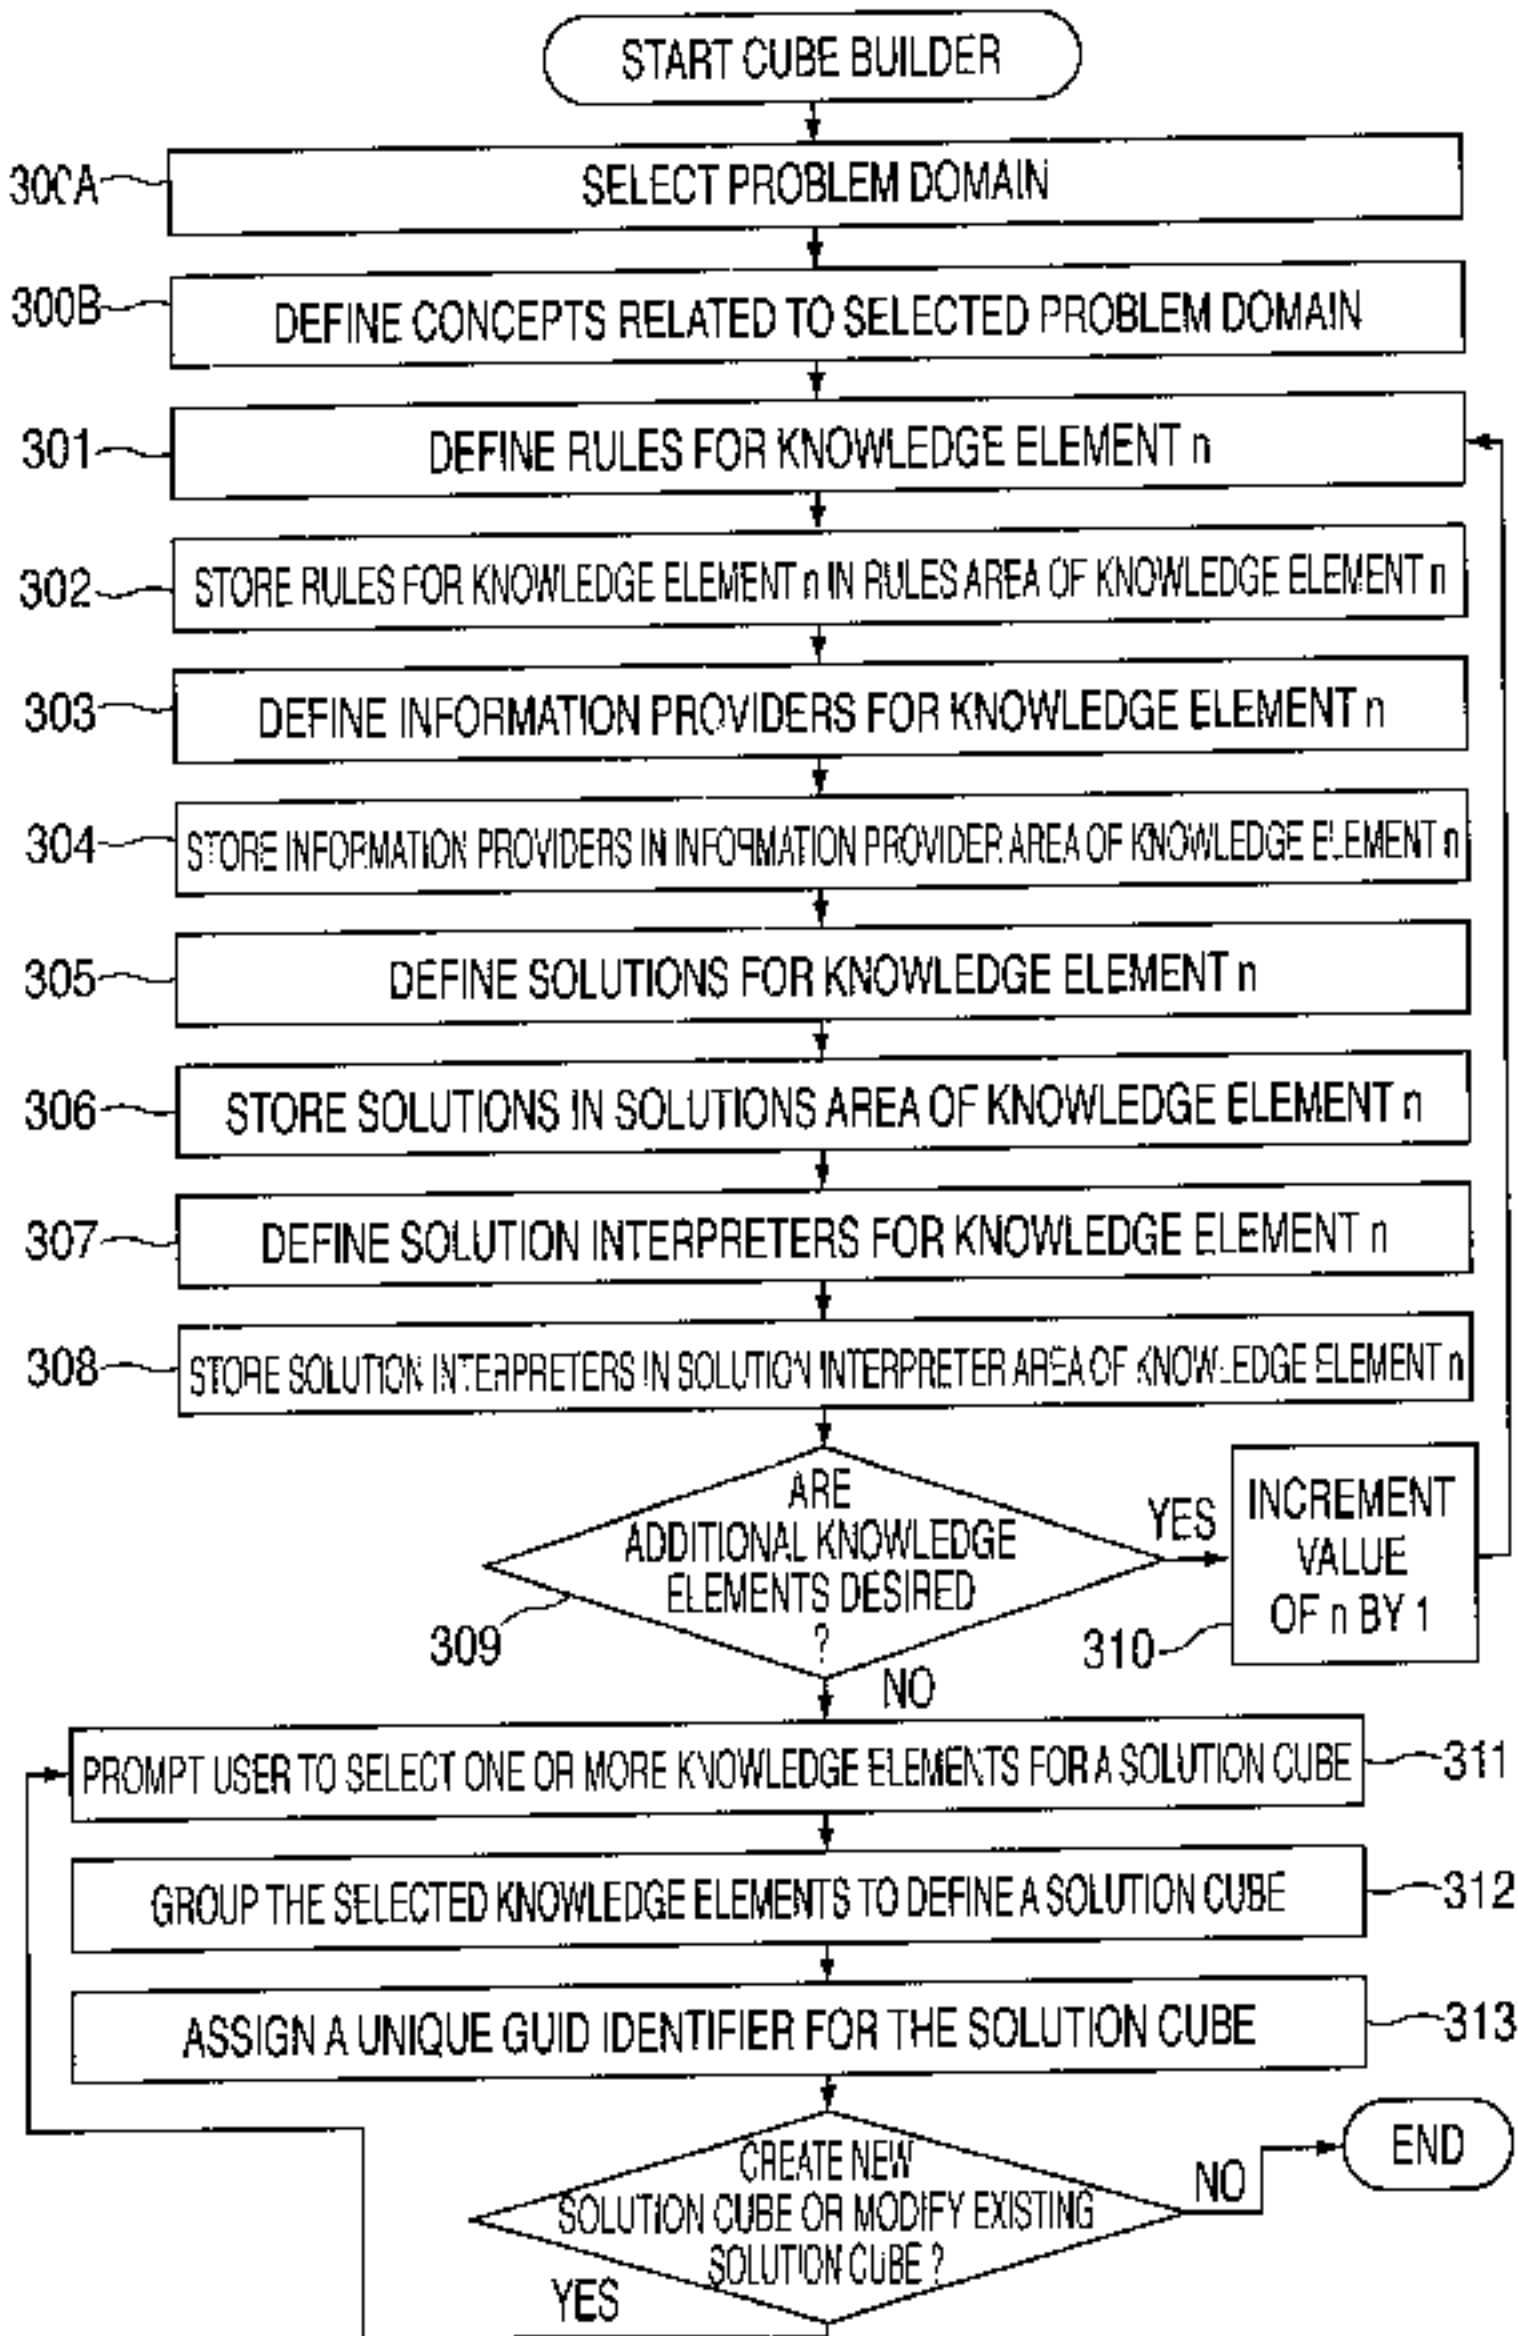 START CUBE BUILDER
300A
SELECT PROBLEM DOMAIN
300B
DEFINE CONCEPTS RELATED TO SELECTED PROBLEM DOMAIN
301
DEFINE RULES FOR KNOWLEDGE ELEMENT n
302
STORE RULES FOR KNOWLEDGE ELEMENT n IN RULES AREA OF KNOWLEDGE ELEMENT n
303
DEFINE INFORMATION PROVIDERS FOR KNOWLEDGE ELEMENT n
304
STORE INFORMATION PROVIDERS IN INFORMATION PROVIDER AREA OF KNOWLEDGE ELEMENT n
305
DEFINE SOLUTIONS FOR KNOWLEDGE ELEMENT n
306
STORE SOLUTIONS IN SOLUTIONS AREA OF KNOWLEDGE ELEMENT n
307
DEFINE SOLUTION INTERPRETERS FOR KNOWLEDGE ELEMENT n
308
STORE SOLUTION INTERPRETERS IN SOLUTION INTERPRETER AREA OF KNOWLEDGE ELEMENT n
ARE
ADDITIONAL KNOWLEDGE
ELEMENTS DESIRED
?
309
YES
INCREMENT
VALUE
OF n BY 1
310
NO
PROMPT USER TO SELECT ONE OR MORE KNOWLEDGE ELEMENTS FOR A SOLUTION CUBE
311
GROUP THE SELECTED KNOWLEDGE ELEMENTS TO DEFINE A SOLUTION CUBE
312
ASSIGN A UNIQUE GUID IDENTIFIER FOR THE SOLUTION CUBE
313
CREATE NEW
SOLUTION CUBE OR MODIFY EXISTING
SOLUTION CUBE ?
NO
END
YES